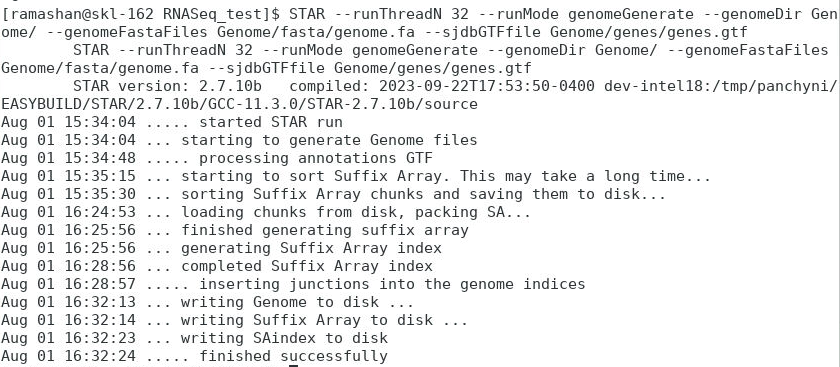 [ramashan@skl-162 RNASeq_test]$ STAR --runThreadN 32 --runMode genomeGenerate --genomeDir Gen
ome/ --genomeFastaFiles Genome/fasta/genome.fa --sjdbGTFfile Genome/genes/genes.gtf
        STAR --runThreadN 32 --runMode genomeGenerate --genomeDir Genome/ --genomeFastaFiles
Genome/fasta/genome.fa --sjdbGTFfile Genome/genes/genes.gtf
        STAR version: 2.7.10b   compiled: 2023-09-22T17:53:50-0400 dev-intel18:/tmp/panchyni/
EASYBUILD/STAR/2.7.10b/GCC-11.3.0/STAR-2.7.10b/source
Aug 01 15:34:04 ..... started STAR run
Aug 01 15:34:04 ... starting to generate Genome files
Aug 01 15:34:48 ..... processing annotations GTF
Aug 01 15:35:15 ... starting to sort Suffix Array. This may take a long time...
Aug 01 15:35:30 ... sorting Suffix Array chunks and saving them to disk...
Aug 01 16:24:53 ... loading chunks from disk, packing SA...
Aug 01 16:25:56 ... finished generating suffix array
Aug 01 16:25:56 ... generating Suffix Array index
Aug 01 16:28:56 ... completed Suffix Array index
Aug 01 16:28:57 ..... inserting junctions into the genome indices
Aug 01 16:32:13 ... writing Genome to disk ...
Aug 01 16:32:14 ... writing Suffix Array to disk ...
Aug 01 16:32:23 ... writing SAindex to disk
Aug 01 16:32:24 ..... finished successfully